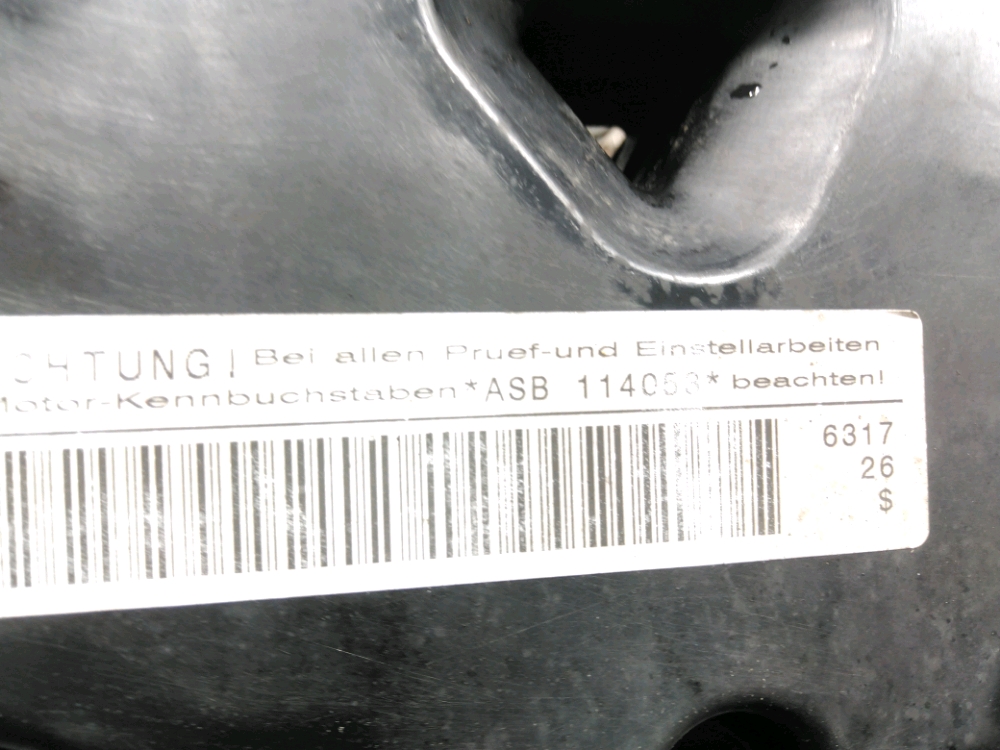 CHTUNG! Bei allen Pruef-und Einstellarbeiten
Motor-Kennbuchstaben *ASB 114053* beachten!
6317
26
$